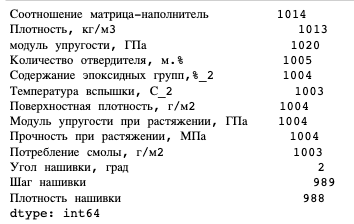 Соотношение матрица-наполнитель 1014
Плотность, кг/м3 1013
модуль упругости, ГПа 1020
Количество отвердителя, м.% 1005
Содержание эпоксидных групп,%_2 1004
Температура вспышки, С_2 1003
Поверхностная плотность, г/м2 1004
Модуль упругости при растяжении, ГПа 1004
Прочность при растяжении, МПа 1004
Потребление смолы, г/м2 1003
Угол нашивки, град 2
Шаг нашивки 989
Плотность нашивки 988
dtype: int64